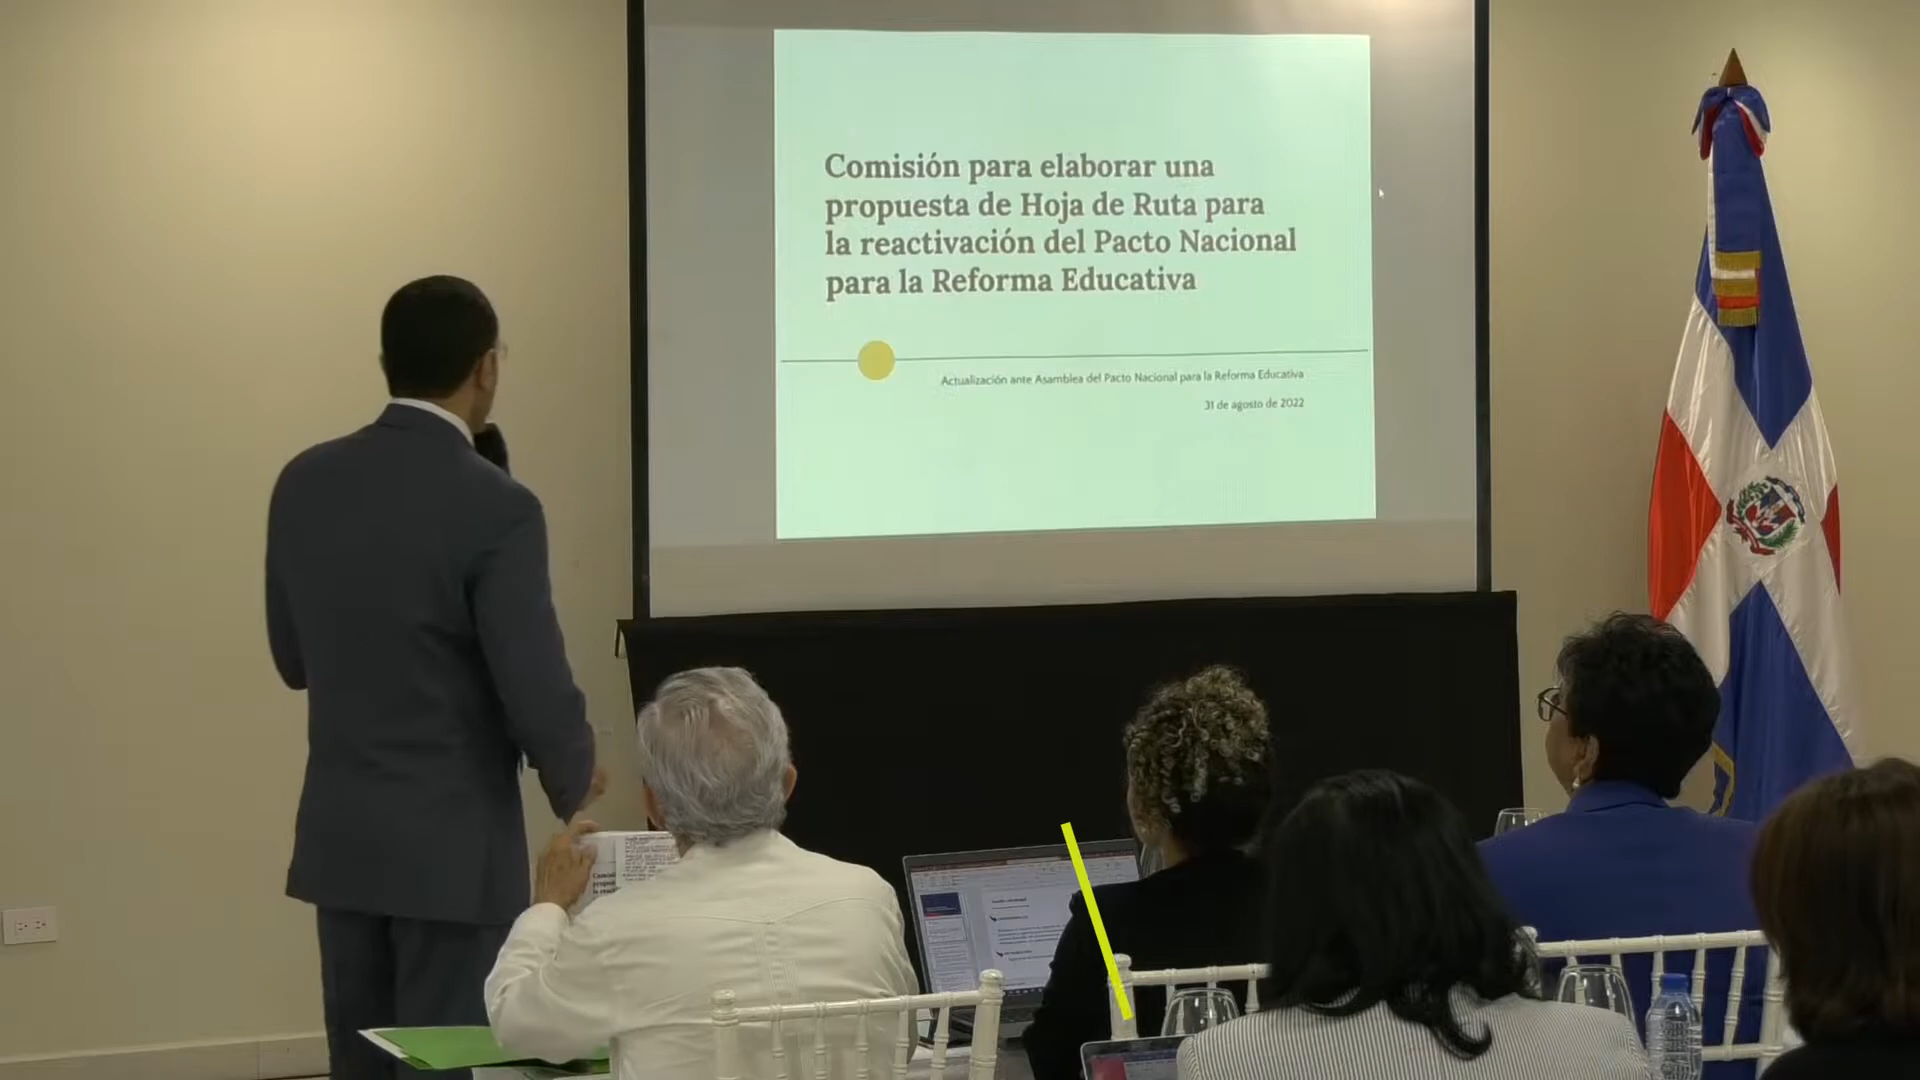 Comisión para elaborar una
propuesta de Hoja de Ruta para
la reactivación del Pacto Nacional
para la Reforma Educativa
Actualización ante Asamblea del Pacto Nacional para la Reforma Educativa
31 de agosto de 2022